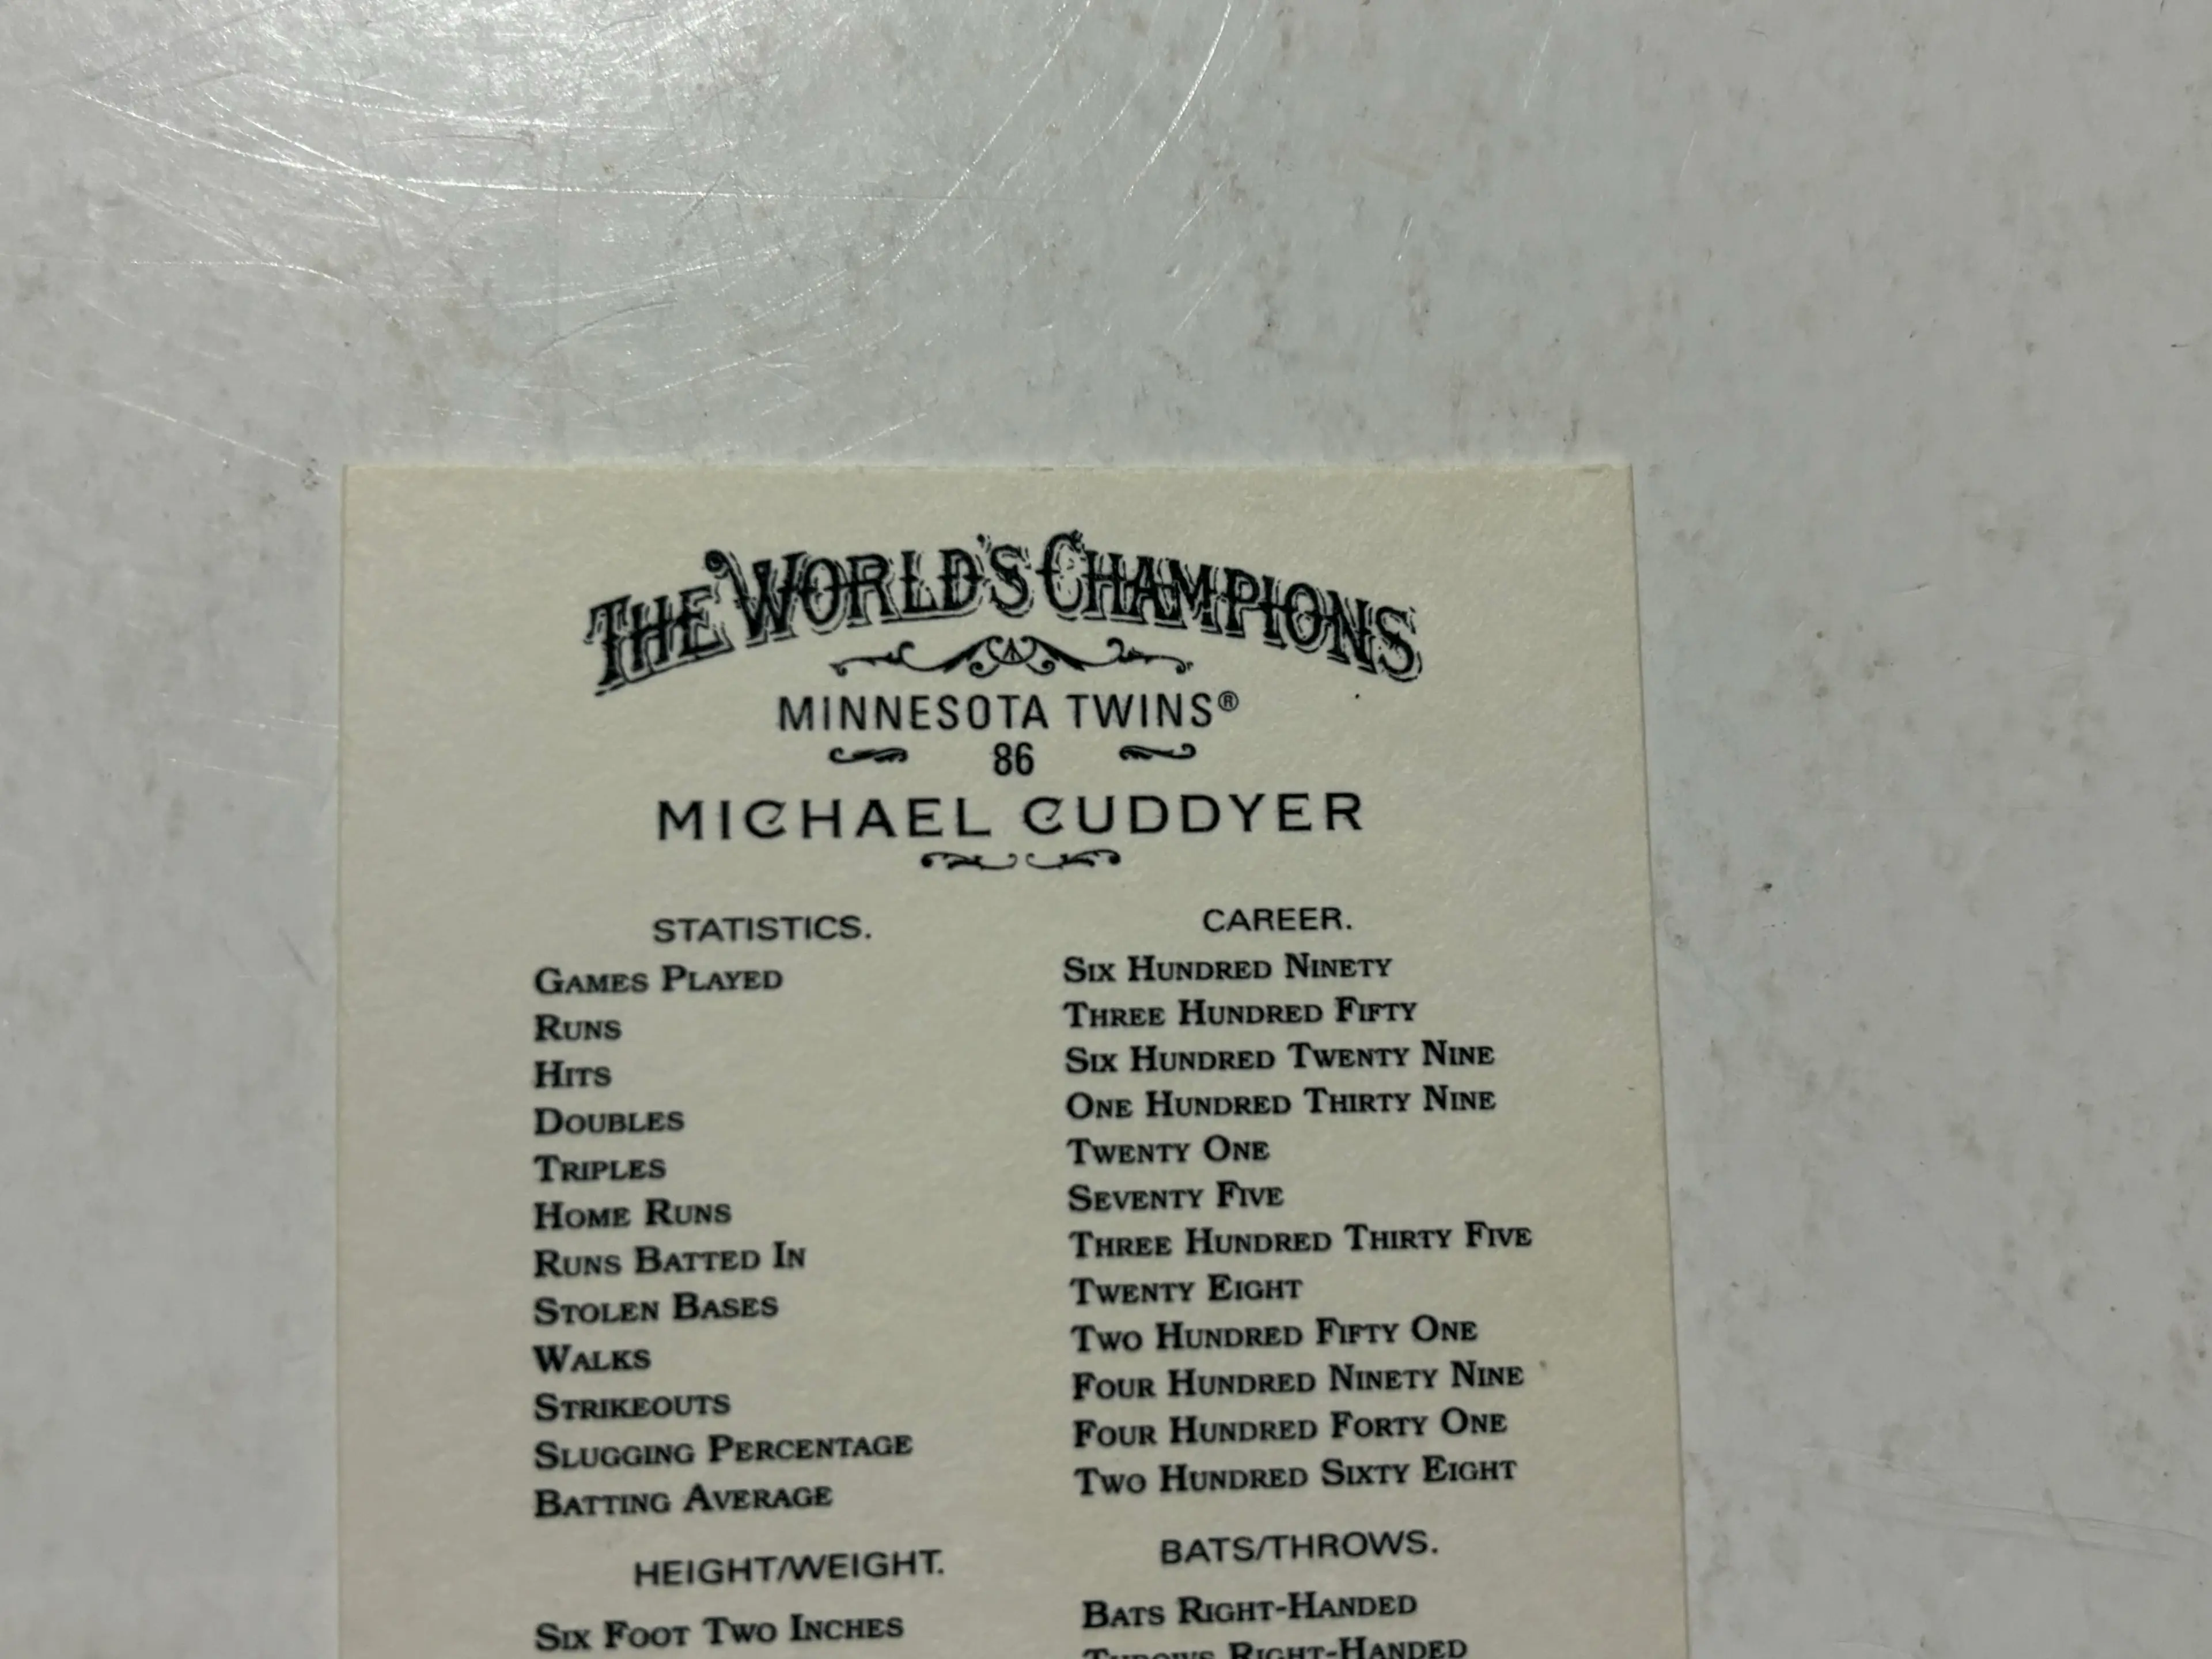 THE WORLD'S CHAMPIONS
MINNESOTA TWINS®
86
MICHAEL CUDDYER
STATISTICS. CAREER.
GAMES PLAYED SIX HUNDRED NINETY
RUNS THREE HUNDRED FIFTY
HITS SIX HUNDRED TWENTY NINE
DOUBLES ONE HUNDRED THIRTY NINE
TRIPLES TWENTY ONE
HOME RUNS SEVENTY FIVE
RUNS BATTED IN THREE HUNDRED THIRTY FIVE
STOLEN BASES TWENTY EIGHT
WALKS TWO HUNDRED FIFTY ONE
STRIKEOUTS FOUR HUNDRED NINETY NINE
SLUGGING PERCENTAGE FOUR HUNDRED FORTY ONE
BATTING AVERAGE TWO HUNDRED SIXTY EIGHT
HEIGHT/WEIGHT. BATS/THROWS.
SIX FOOT TWO INCHES BATS RIGHT-HANDED
THROWS RIGHT-HANDED